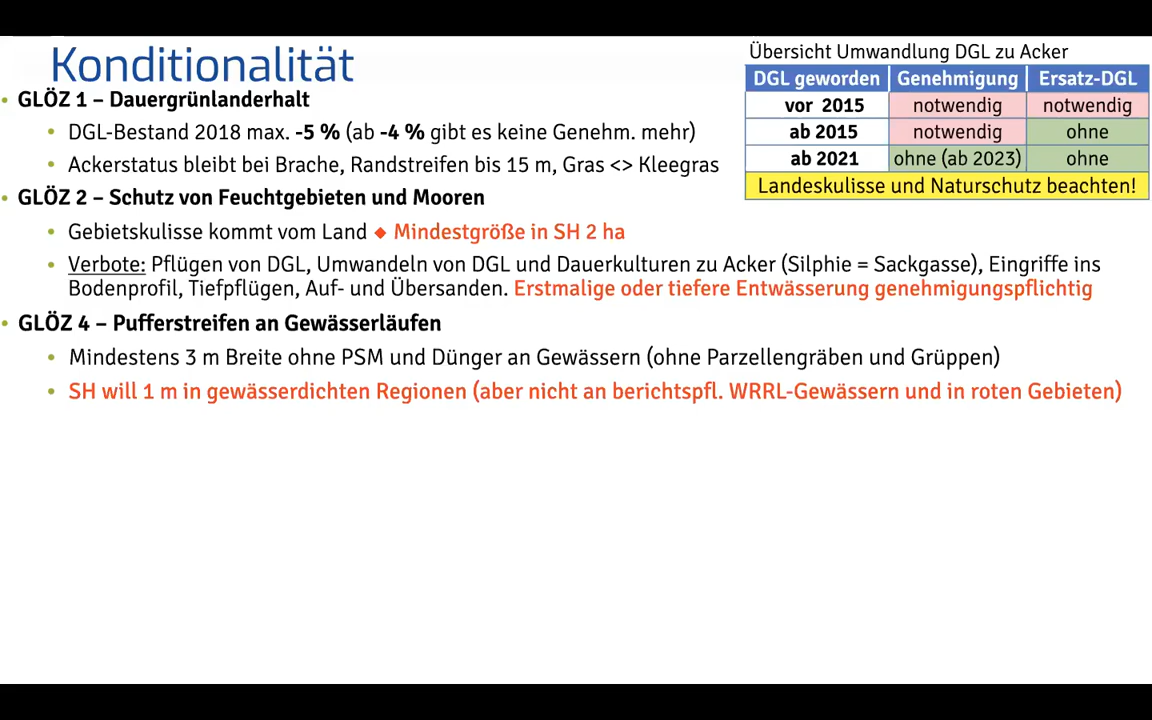 Konditionalität
• GLÖZ 1 – Dauergrünlanderhalt
• DGL-Bestand 2018 max. -5 % (ab -4 % gibt es keine Genehm. mehr)
• Ackerstatus bleibt bei Brache, Randstreifen bis 15 m, Gras <> Kleegras
Übersicht Umwandlung DGL zu Acker
DGL geworden Genehmigung Ersatz-DGL
vor 2015 notwendig notwendig
ab 2015 notwendig ohne
ab 2021 ohne (ab 2023) ohne
Landeskulisse und Naturschutz beachten!
• GLÖZ 2 – Schutz von Feuchtgebieten und Mooren
• Gebietskulisse kommt vom Land ◆ Mindestgröße in SH 2 ha
• Verbote: Pflügen von DGL, Umwandeln von DGL und Dauerkulturen zu Acker (Silphie = Sackgasse), Eingriffe ins
Bodenprofil, Tiefpflügen, Auf- und Übersanden. Erstmalige oder tiefere Entwässerung genehmigungspflichtig
• GLÖZ 4 – Pufferstreifen an Gewässerläufen
• Mindestens 3 m Breite ohne PSM und Dünger an Gewässern (ohne Parzellengräben und Grüppen)
• SH will 1 m in gewässerdichten Regionen (aber nicht an berichtspfl. WRRL-Gewässern und in roten Gebieten)